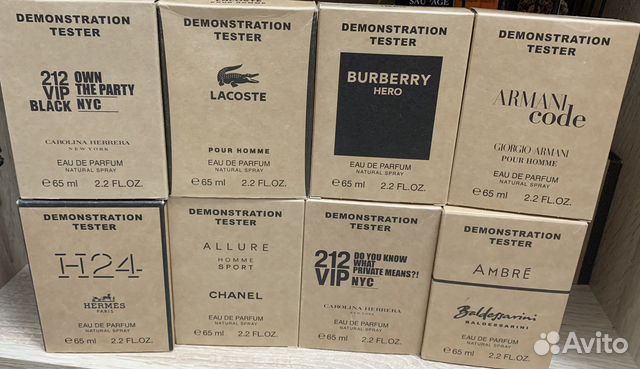 DEMONSTRATION
TESTER
212
VIP
BLACK
OWN
THE PARTY
NYC
CAROLINA HERRERA
NEW YORK
EAU DE PARFUM
NATURAL SPRAY
℮ 65 ml 2.2 FL.OZ.
DEMONSTRATION
TESTER
LACOSTE
POUR HOMME
EAU DE PARFUM
NATURAL SPRAY
℮ 65 ml 2.2 FL.OZ.
DEMONSTRATION
TESTER
BURBERRY
HERO
EAU DE PARFUM
NATURAL SPRAY
℮ 65 ml 2.2 FL.OZ.
DEMONSTRATION
TESTER
ARMANI
code
GIORGIO ARMANI
POUR HOMME
EAU DE PARFUM
NATURAL SPRAY
℮ 65 ml 2.2 FL.OZ.
DEMONSTRATION
TESTER
H24
HERMÈS
PARIS
EAU DE PARFUM
NATURAL SPRAY
℮ 65 ml 2.2 FL.OZ.
DEMONSTRATION
TESTER
ALLURE
HOMME
SPORT
CHANEL
EAU DE PARFUM
NATURAL SPRAY
℮ 65 ml 2.2 FL.OZ.
DEMONSTRATION
TESTER
212
VIP
DO YOU KNOW
WHAT
PRIVATE MEANS?!
NYC
CAROLINA HERRERA
NEW YORK
EAU DE PARFUM
NATURAL SPRAY
℮ 65 ml 2.2 FL.OZ.
DEMONSTRATION
TESTER
AMBRÉ
Baldessarini
BALDESSARINI
EAU DE PARFUM
NATURAL SPRAY
℮ 65 ml 2.2 FL.OZ.
Avito